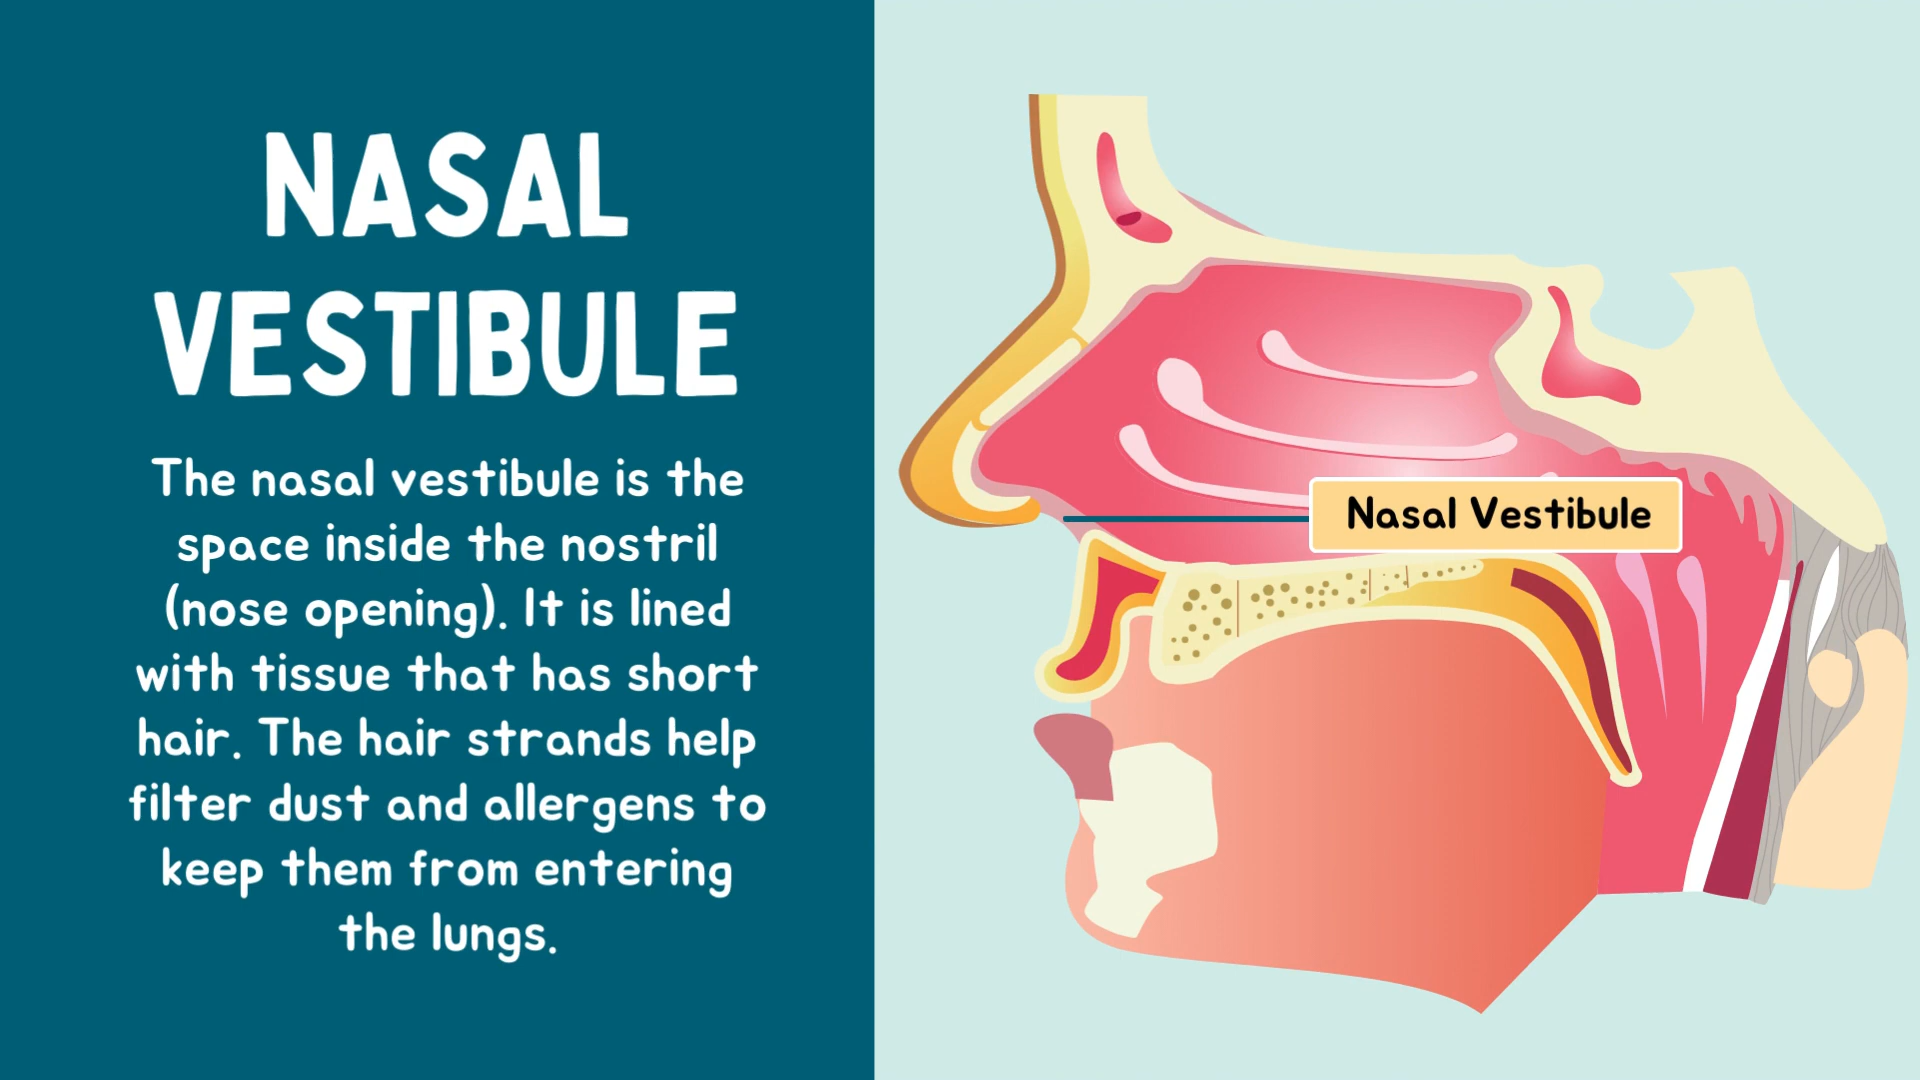 NASAL
VESTIBULE
The nasal vestibule is the
space inside the nostril
(nose opening). It is lined
with tissue that has short
hair. The hair strands help
filter dust and allergens to
keep them from entering
the lungs.
Nasal Vestibule